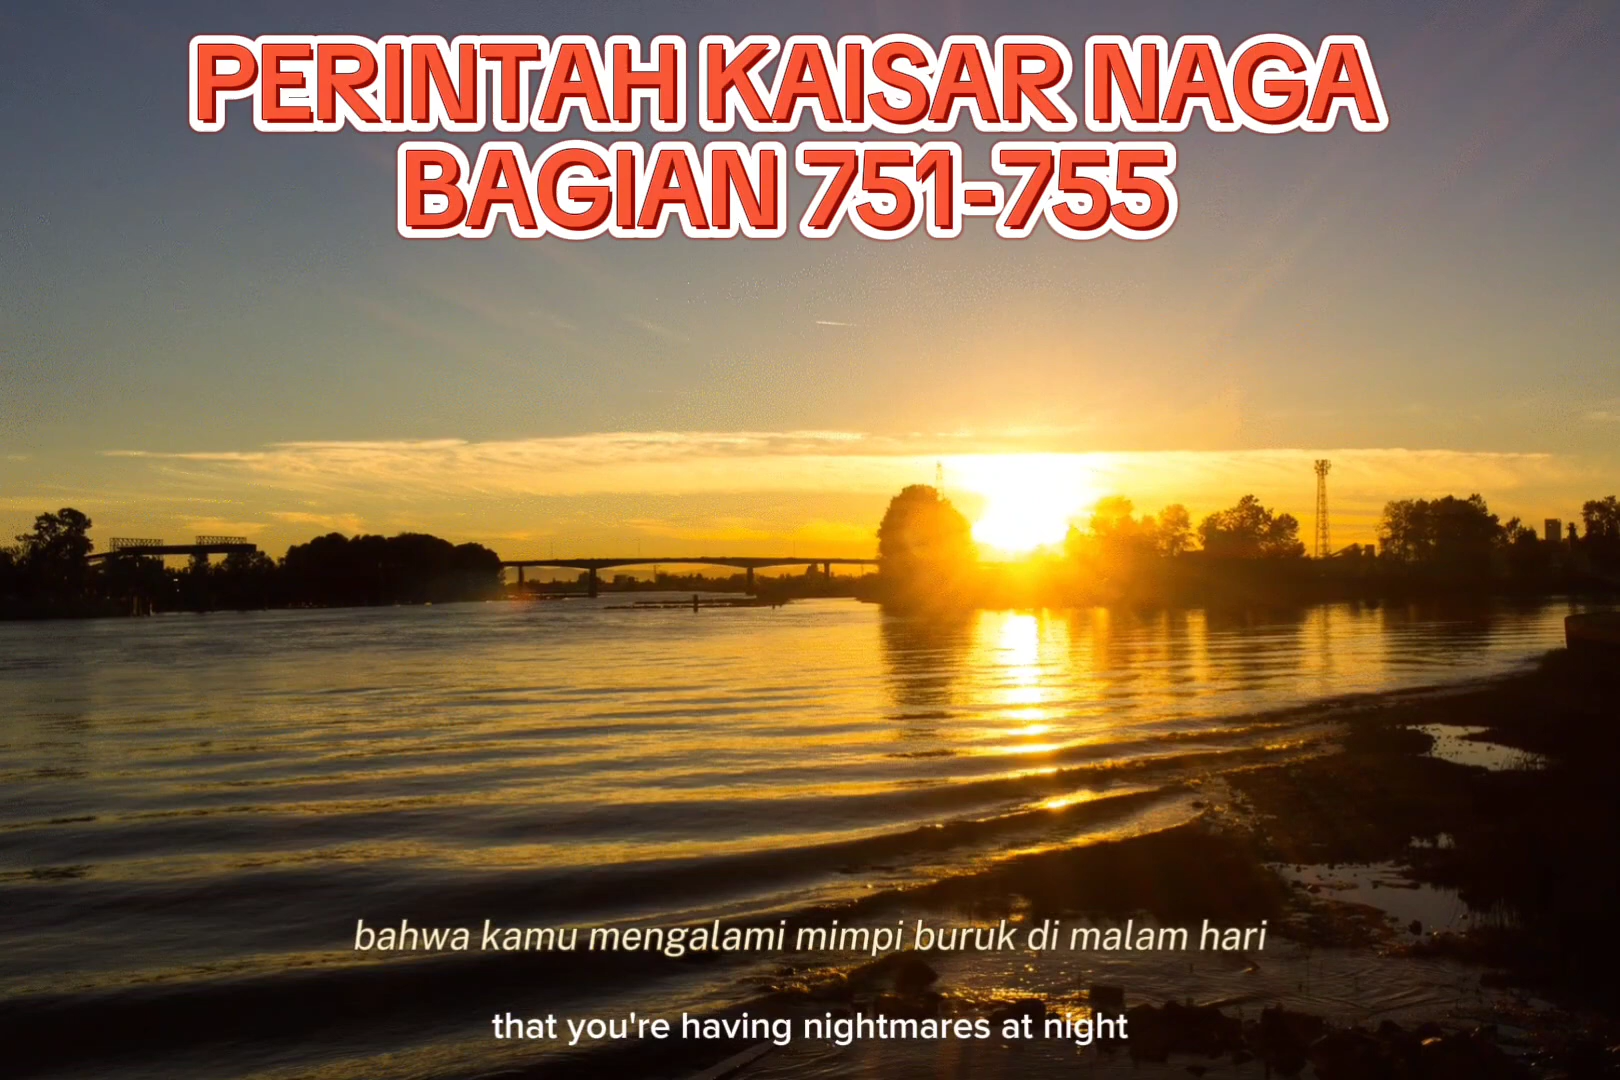 PERINTAH KAISAR NAGA
BAGIAN 751-755
bahwa kamu mengalami mimpi buruk di malam hari
that you're having nightmares at night